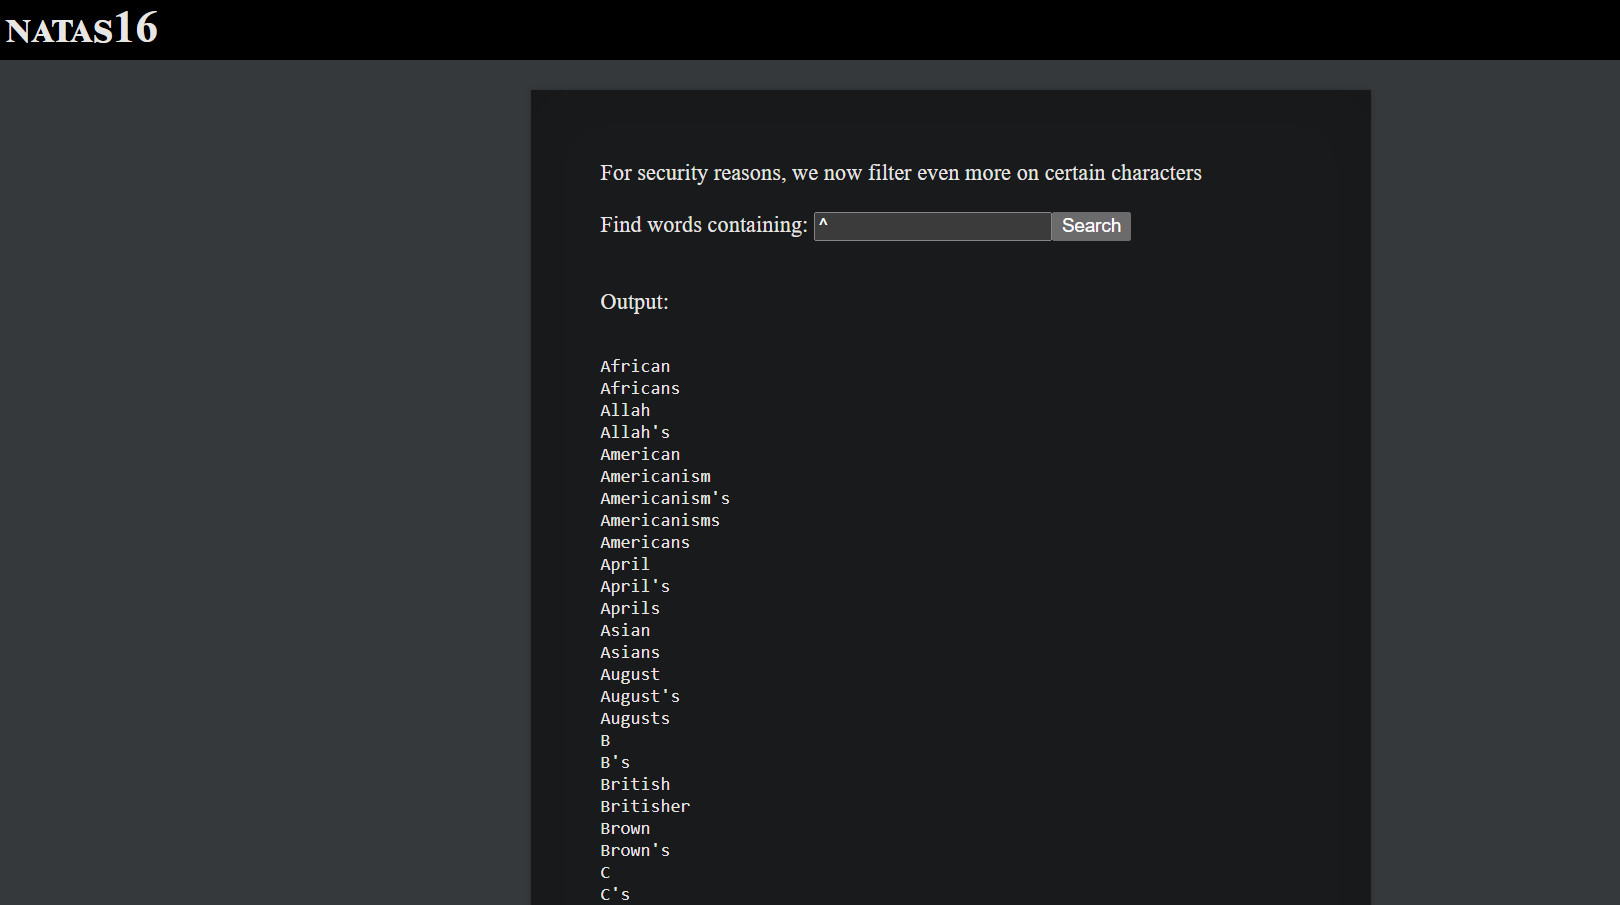 NATAS16
For security reasons, we now filter even more on certain characters
Find words containing: ^ Search
Output:
African
Africans
Allah
Allah's
American
Americanism
Americanism's
Americanisms
Americans
April
April's
Aprils
Asian
Asians
August
August's
Augusts
B
B's
British
Britisher
Brown
Brown's
C
C's